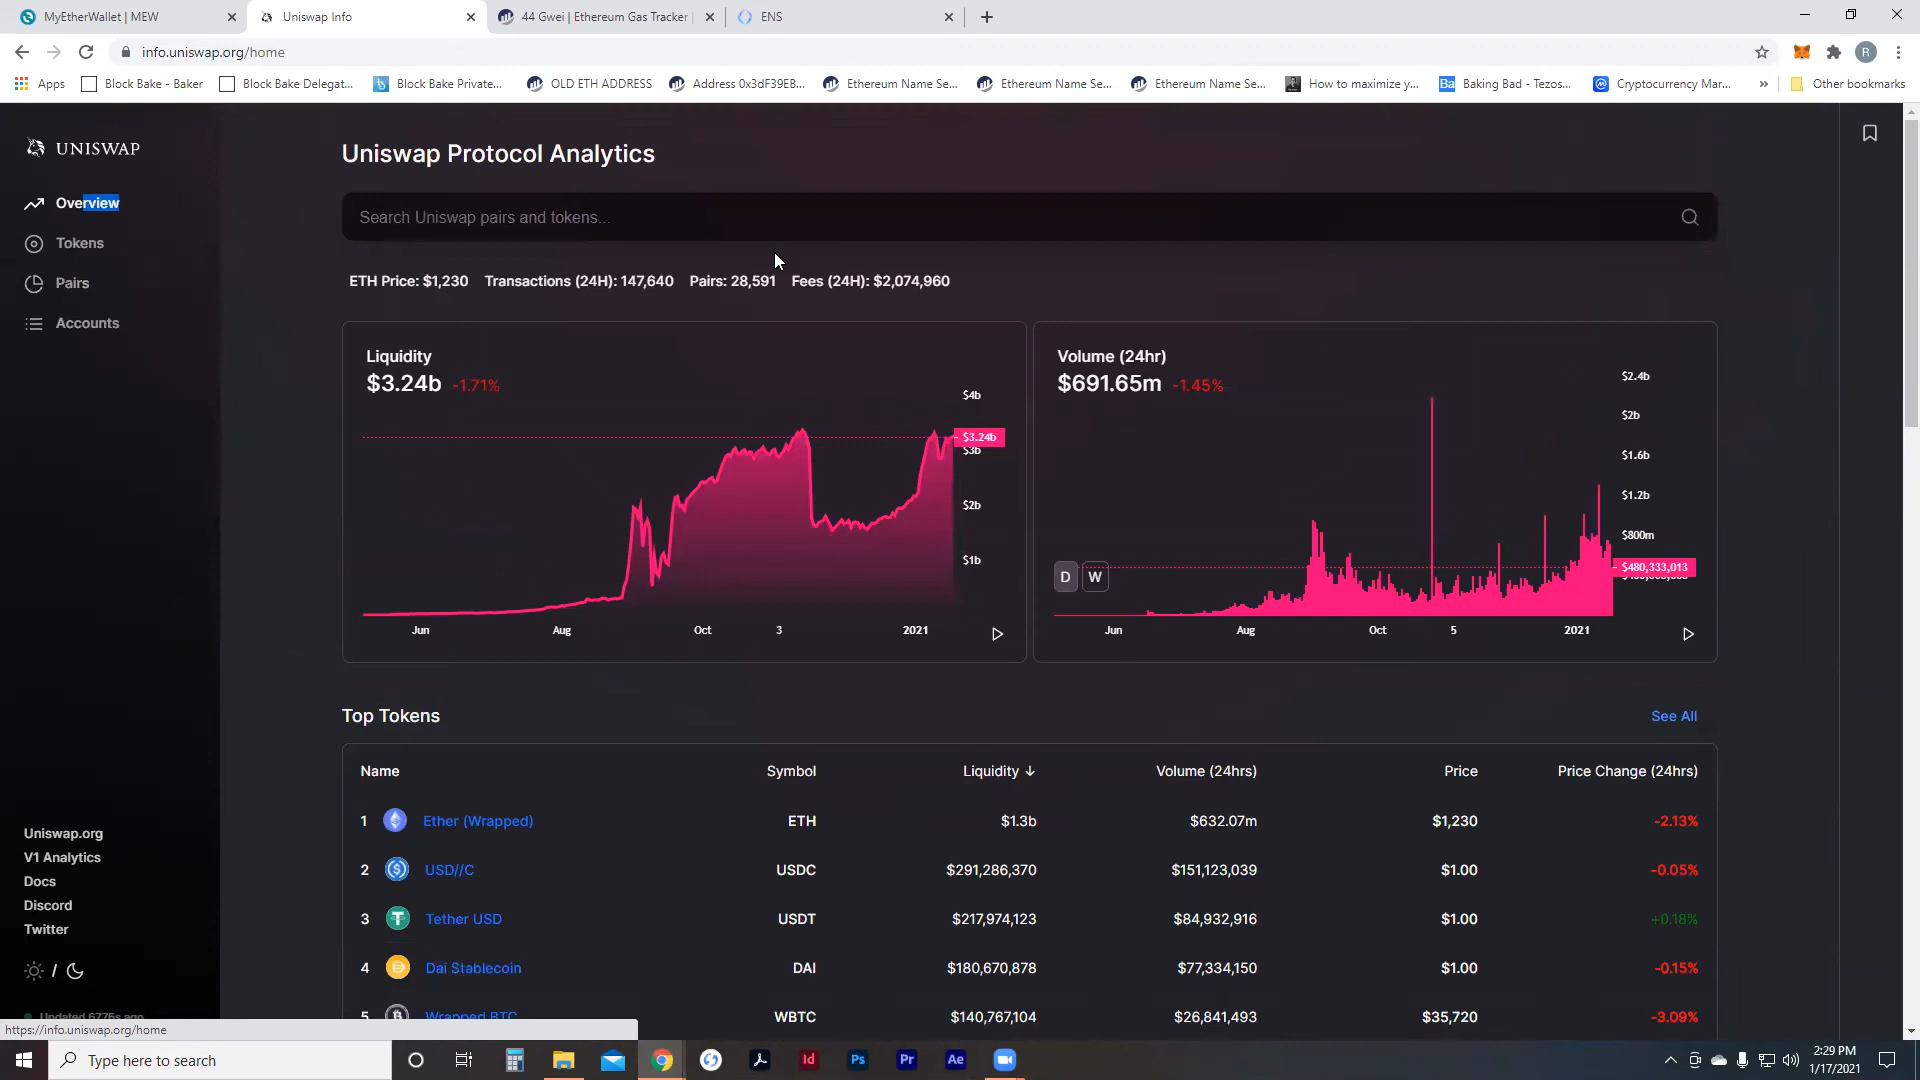 MyEtherWallet | MEW
Uniswap Info
44 Gwei | Ethereum Gas Tracker |
ENS
info.uniswap.org/home
R
Apps
Block Bake - Baker
Block Bake Delegat...
Block Bake Private...
OLD ETH ADDRESS
Address 0x3dF39EB...
Ethereum Name Se...
Ethereum Name Se...
Ethereum Name Se...
How to maximize y...
Baking Bad - Tezos...
Cryptocurrency Mar...
»
Other bookmarks
UNISWAP
Overview
Tokens
Pairs
Accounts
Uniswap Protocol Analytics
Search Uniswap pairs and tokens...
ETH Price: $1,230 Transactions (24H): 147,640 Pairs: 28,591 Fees (24H): $2,074,960
Liquidity
$3.24b -1.71%
$4b
$3.24b
$3b
$2b
$1b
Jun Aug Oct 3 2021
Volume (24hr)
$691.65m -1.45%
$2.4b
$2b
$1.6b
$1.2b
$800m
$480,333,013
D W
Jun Aug Oct 5 2021
Top Tokens
See All
Name Symbol Liquidity ↓ Volume (24hrs) Price Price Change (24hrs)
1 Ether (Wrapped) ETH $1.3b $632.07m $1,230 -2.13%
2 USD//C USDC $291,286,370 $151,123,039 $1.00 -0.05%
3 Tether USD USDT $217,974,123 $84,932,916 $1.00 +0.18%
4 Dai Stablecoin DAI $180,670,878 $77,334,150 $1.00 -0.15%
5 Wrapped BTC WBTC $140,767,104 $26,841,493 $35,720 -3.09%
Uniswap.org
V1 Analytics
Docs
Discord
Twitter
/
Updated 6776s ago
https://info.uniswap.org/home
Type here to search
Id
Ps
Pr
Ae
2:29 PM
1/17/2021